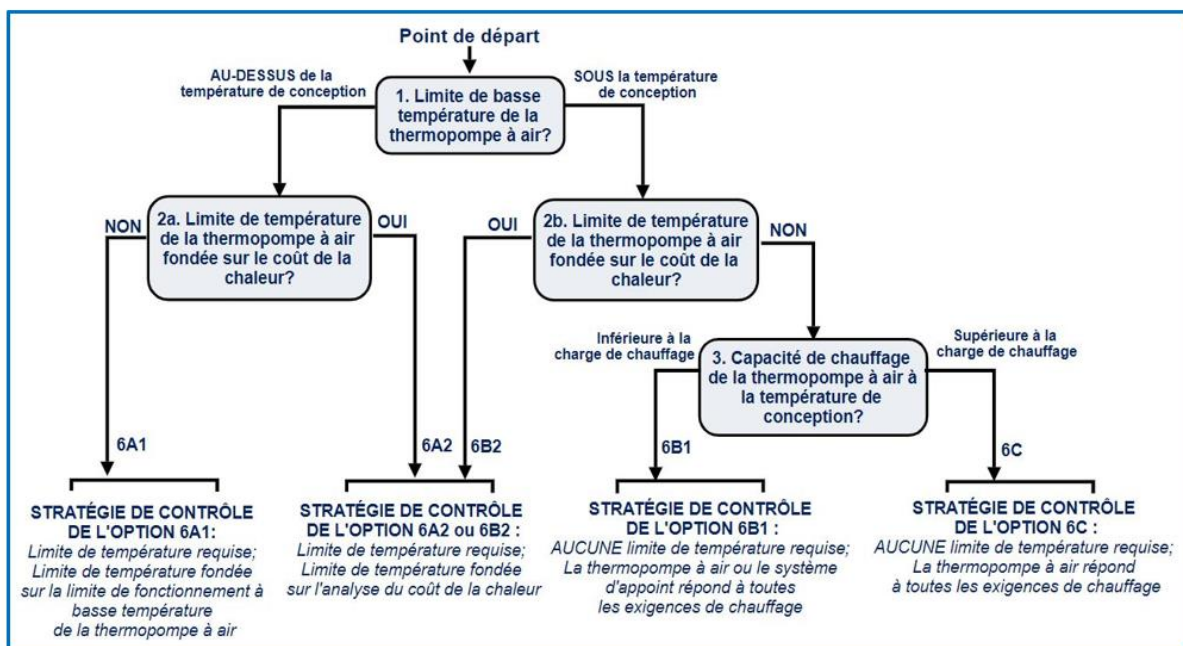 Point de départ
AU-DESSUS de la
température de conception
SOUS la température
de conception
1. Limite de basse
température de la
thermopompe à air?
NON
2a. Limite de température
de la thermopompe à air
fondée sur le coût de la
chaleur?
OUI
OUI
2b. Limite de température
de la thermopompe à air
fondée sur le coût de la
chaleur?
NON
Inférieure à la
charge de chauffage
3. Capacité de chauffage
de la thermopompe à air à
la température de
conception?
Supérieure à la
charge de chauffage
6A1
6A2
6B2
6B1
6C
STRATÉGIE DE CONTRÔLE
DE L'OPTION 6A1:
Limite de température requise;
Limite de température fondée
sur la limite de fonctionnement à
basse température
de la thermopompe à air
STRATÉGIE DE CONTRÔLE
DE L'OPTION 6A2 ou 6B2 :
Limite de température requise;
Limite de température fondée
sur l'analyse du coût de la chaleur
STRATÉGIE DE CONTRÔLE
DE L'OPTION 6B1 :
AUCUNE limite de température requise;
La thermopompe à air ou le système
d'appoint répond à toutes
les exigences de chauffage
STRATÉGIE DE CONTRÔLE
DE L'OPTION 6C :
AUCUNE limite de température requise;
La thermopompe à air répond
à toutes les exigences de chauffage